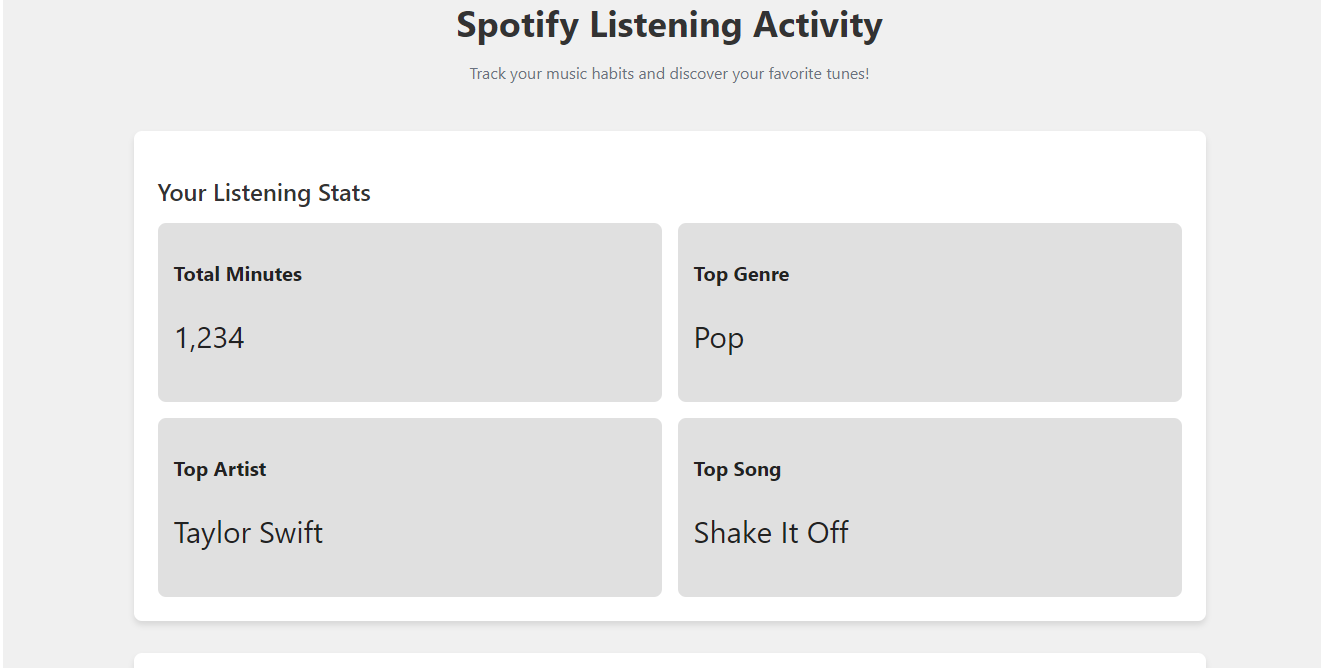 Spotify Listening Activity
Track your music habits and discover your favorite tunes!
Your Listening Stats
Total Minutes
1,234
Top Genre
Pop
Top Artist
Taylor Swift
Top Song
Shake It Off